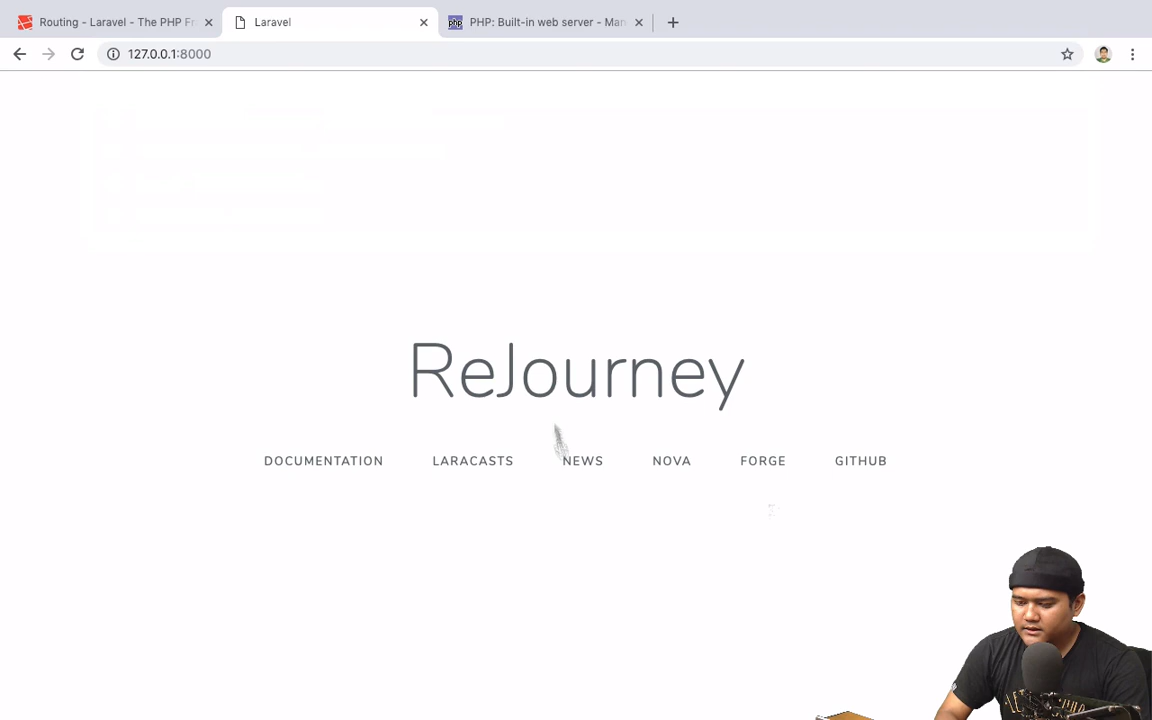 Routing - Laravel - The PHP Fr
Laravel
PHP: Built-in web server - Man
127.0.0.1:8000
ReJourney
DOCUMENTATION
LARACASTS
NEWS
NOVA
FORGE
GITHUB